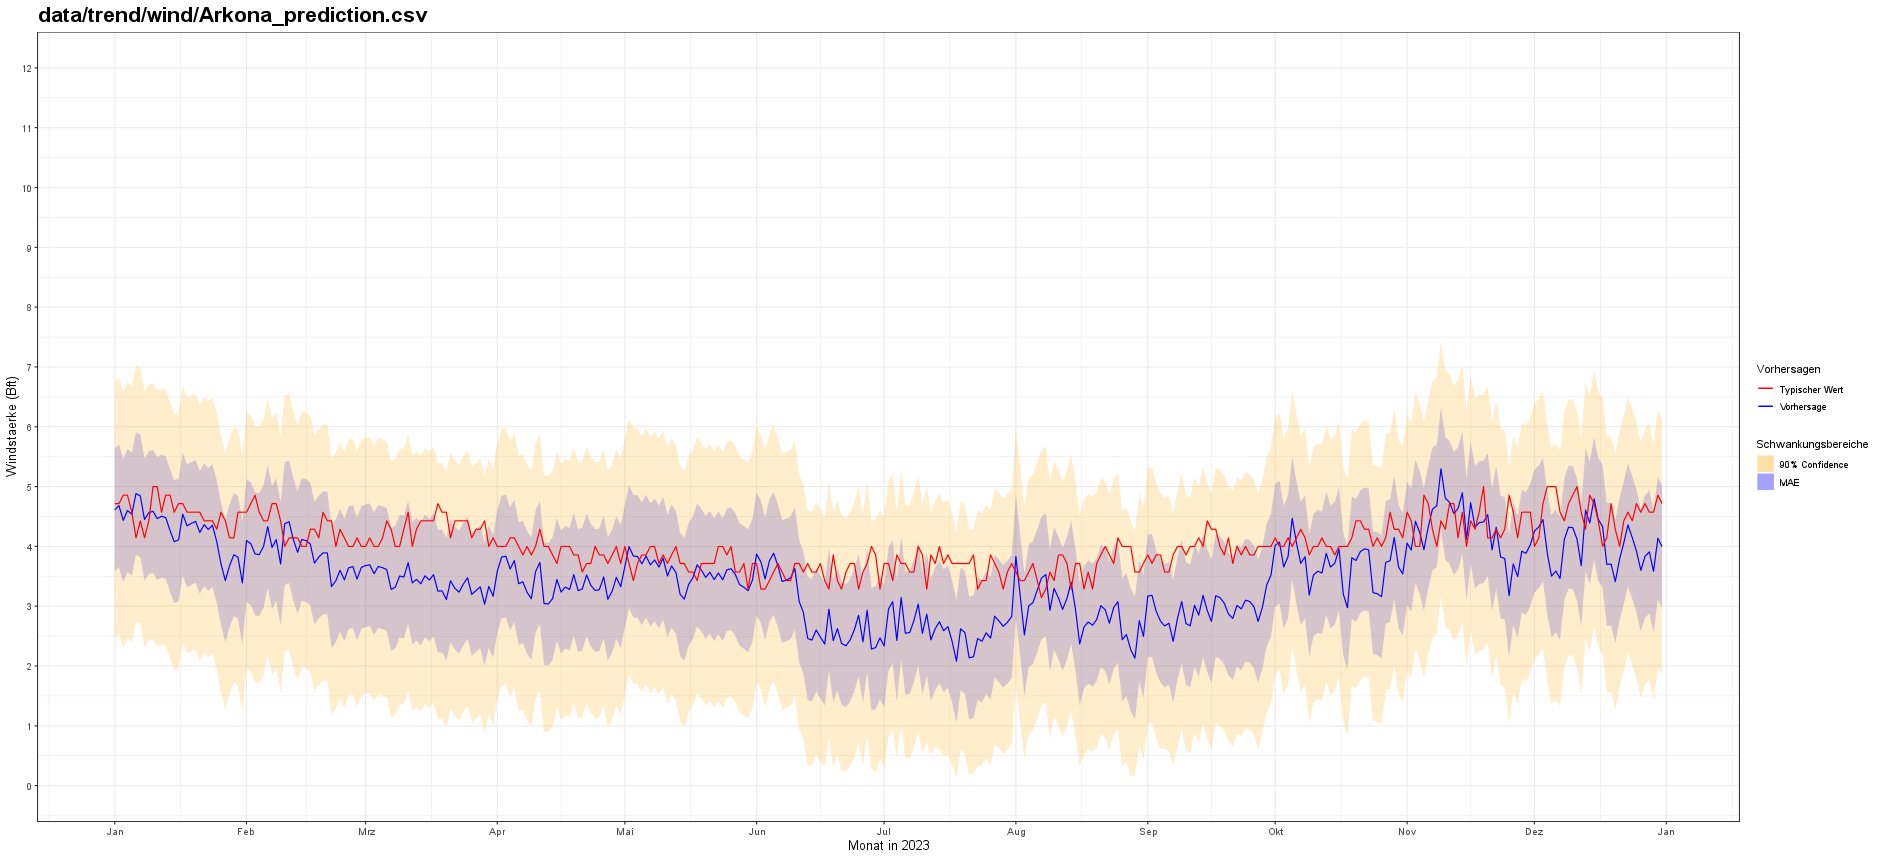 data/trend/wind/Arkona_prediction.csv
12
11
10
9
8
7
6
5
4
3
2
1
0
Windstaerke (Bft)
Jan Feb Mrz Apr Mai Jun Jul Aug Sep Okt Nov Dez Jan
Monat in 2023
Vorhersagen
Typischer Wert
Vorhersage
Schwankungsbereiche
90% Confidence
MAE